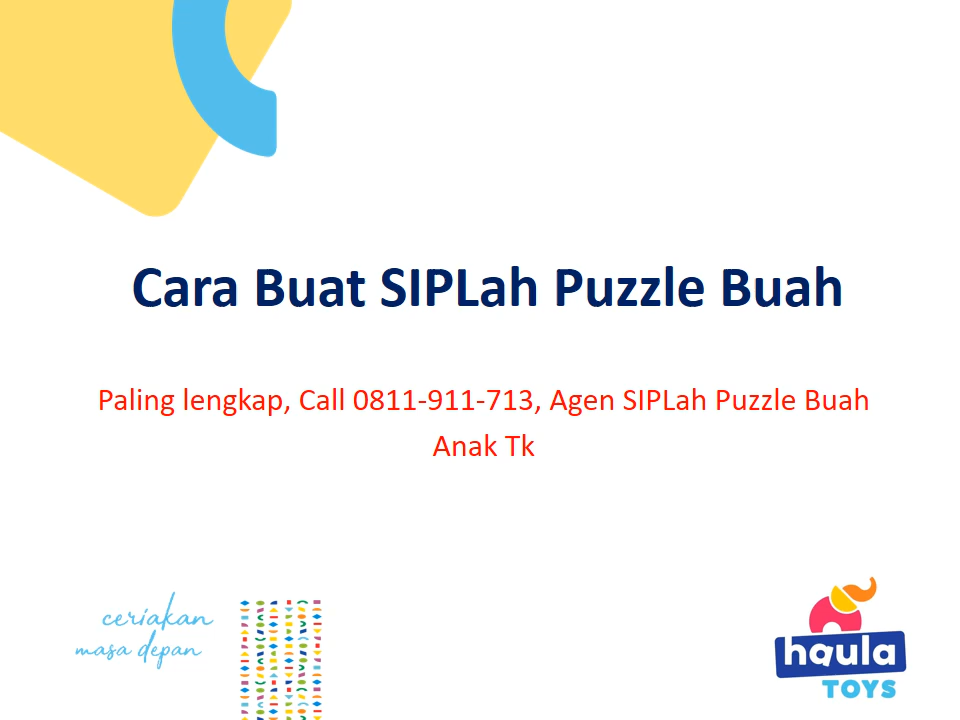 Cara Buat SIPLah Puzzle Buah
Paling lengkap, Call 0811-911-713, Agen SIPLah Puzzle Buah
Anak Tk
ceriakan
masa depan
haula
TOYS